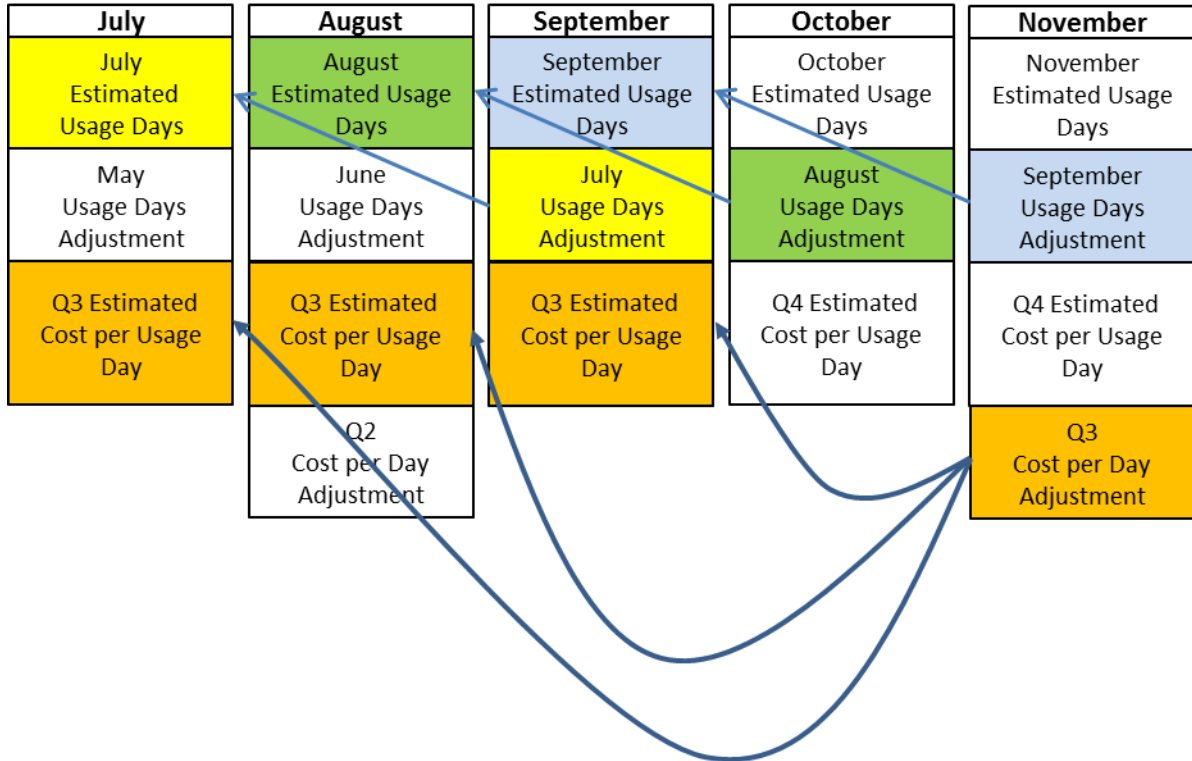 July
July
Estimated
Usage Days
May
Usage Days
Adjustment
Q3 Estimated
Cost per Usage
Day
August
August
Estimated Usage
Days
June
Usage Days
Adjustment
Q3 Estimated
Cost per Usage
Day
Q2
Cost per Day
Adjustment
September
September
Estimated Usage
Days
July
Usage Days
Adjustment
Q3 Estimated
Cost per Usage
Day
October
October
Estimated Usage
Days
August
Usage Days
Adjustment
Q4 Estimated
Cost per Usage
Day
November
November
Estimated Usage
Days
September
Usage Days
Adjustment
Q4 Estimated
Cost per Usage
Day
Q3
Cost per Day
Adjustment